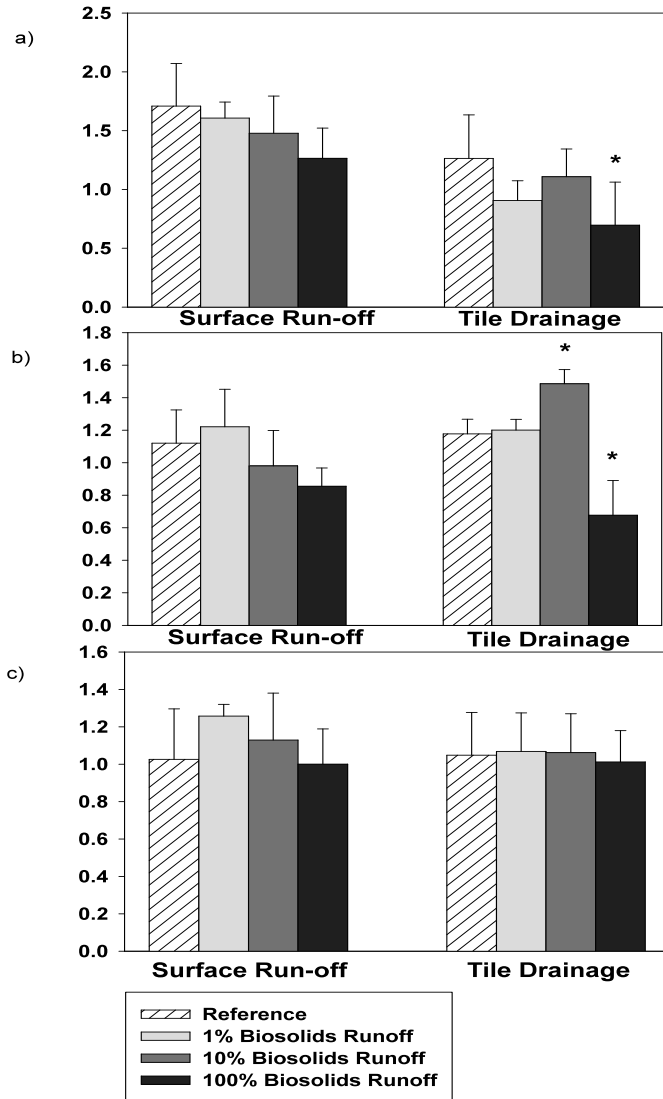 a)
2.5
2.0
1.5
1.0
0.5
0.0
*
Surface Run-off Tile Drainage
b)
1.8
1.6
1.4
1.2
1.0
0.8
0.6
0.4
0.2
0.0
*
*
Surface Run-off Tile Drainage
c)
1.6
1.4
1.2
1.0
0.8
0.6
0.4
0.2
0.0
Surface Run-off Tile Drainage
Reference
1% Biosolids Runoff
10% Biosolids Runoff
100% Biosolids Runoff